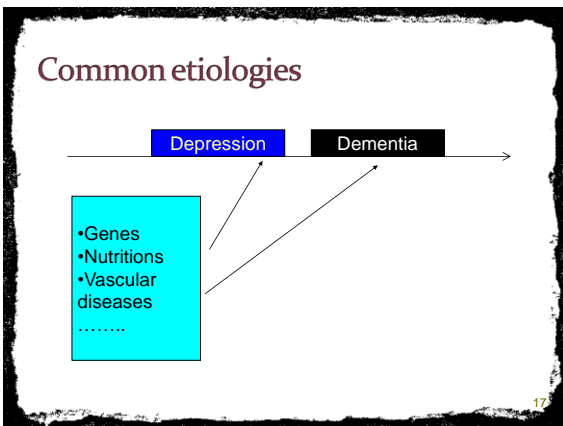 Common etiologies
Depression
Dementia
•Genes
•Nutritions
•Vascular
diseases
……..
17